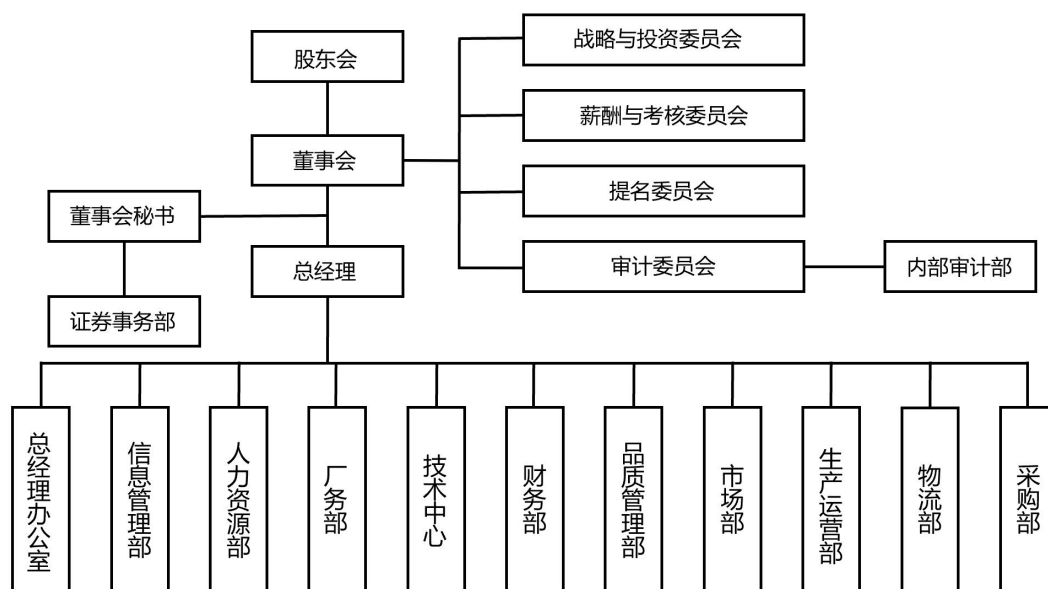 股东会
战略与投资委员会
薪酬与考核委员会
董事会
提名委员会
董事会秘书
总经理
审计委员会
内部审计部
证券事务部
总经理办公室
信息管理部
人力资源部
厂务部
技术中心
财务部
品质管理部
市场部
生产运营部
物流部
采购部